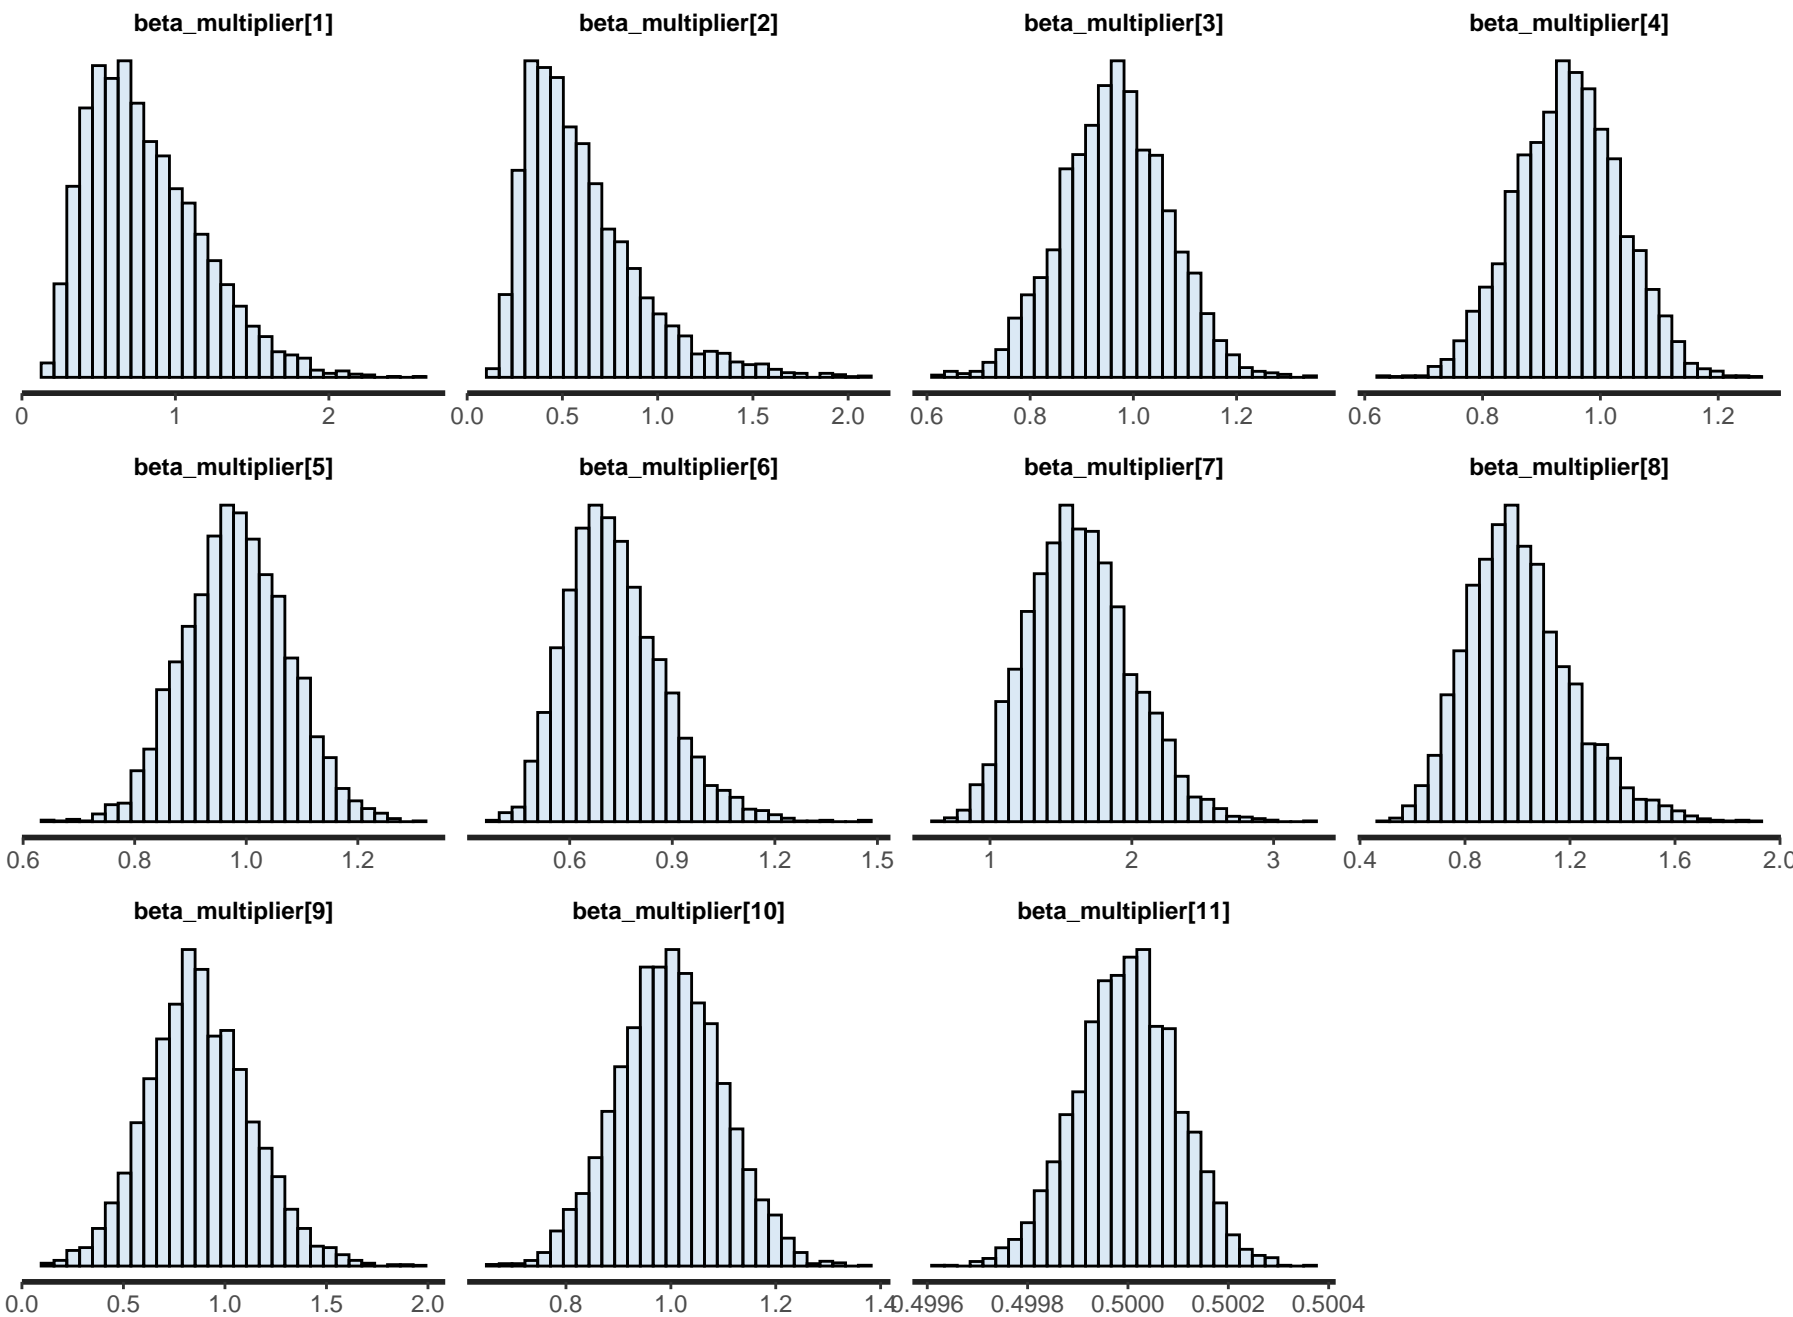 beta_multiplier[1] beta_multiplier[2] beta_multiplier[3] beta_multiplier[4]
0 1 2 0.0 0.5 1.0 1.5 2.0 0.6 0.8 1.0 1.2 0.6 0.8 1.0 1.2
beta_multiplier[5] beta_multiplier[6] beta_multiplier[7] beta_multiplier[8]
0.6 0.8 1.0 1.2 0.6 0.9 1.2 1.5 1 2 3 0.4 0.8 1.2 1.6 2.0
beta_multiplier[9] beta_multiplier[10] beta_multiplier[11]
0.0 0.5 1.0 1.5 2.0 0.8 1.0 1.2 1.4 0.4996 0.4998 0.5000 0.5002 0.5004